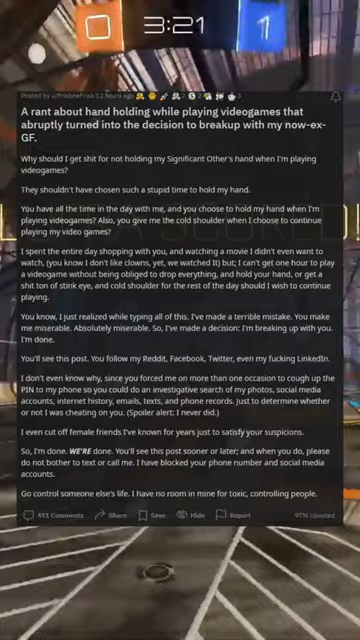 0 3:21 1
Posted by u/FrisbeeFrisb 12 hours ago
A rant about hand holding while playing videogames that
abruptly turned into the decision to breakup with my now-ex-
GF.
Why should I get shit for not holding my Significant Other's hand when I'm playing
videogames?
They shouldn't have chosen such a stupid time to hold my hand.
You have all the time in the day with me, and you choose to hold my hand when I'm
playing videogames? Also, you give me the cold shoulder when I choose to continue
playing my video games?
I spent the entire day shopping with you, and watching a movie I didn't even want to
watch, (you know I don't like clowns, yet, we watched it) but; I can't get one hour to play
a videogame without being obliged to drop everything, and hold your hand, or get a
shit ton of stink eye, and cold shoulder for the rest of the day should I wish to continue
playing.
You know, I just realized while typing all of this. I've made a terrible mistake. You make
me miserable. Absolutely miserable. So, I've made a decision: I'm breaking up with you.
I'm done.
You'll see this post. You follow my Reddit, Facebook, Twitter, even my fucking LinkedIn.
I don't even know why, since you forced me on more than one occasion to cough up the
PIN to my phone so you could do an investigative search of my photos, social media
accounts, internet history, emails, texts, and phone records. Just to determine whether
or not I was cheating on you. (Spoiler alert; I never did.)
I even cut off female friends I've known for years just to satisfy your suspicions.
So, I'm done. WE'RE done. You'll see this post sooner or later; and when you do, please
do not bother to text or call me. I have blocked your phone number and social media
accounts.
Go control someone else's life. I have no room in mine for toxic, controlling people.
411 Comments Share Save Hide Report 97% Upvoted